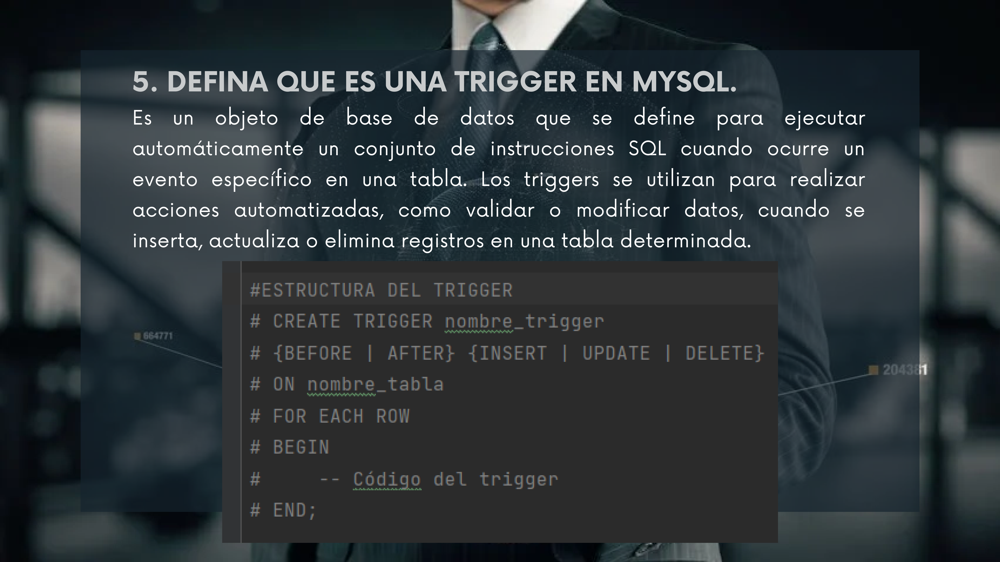 5. DEFINA QUE ES UNA TRIGGER EN MYSQL.
Es un objeto de base de datos que se define para ejecutar
automáticamente un conjunto de instrucciones SQL cuando ocurre un
evento específico en una tabla. Los triggers se utilizan para realizar
acciones automatizadas, como validar o modificar datos, cuando se
inserta, actualiza o elimina registros en una tabla determinada.
#ESTRUCTURA DEL TRIGGER
# CREATE TRIGGER nombre_trigger
# {BEFORE | AFTER} {INSERT | UPDATE | DELETE}
# ON nombre_tabla
# FOR EACH ROW
# BEGIN
#     -- Código del trigger
# END;
664771
204381